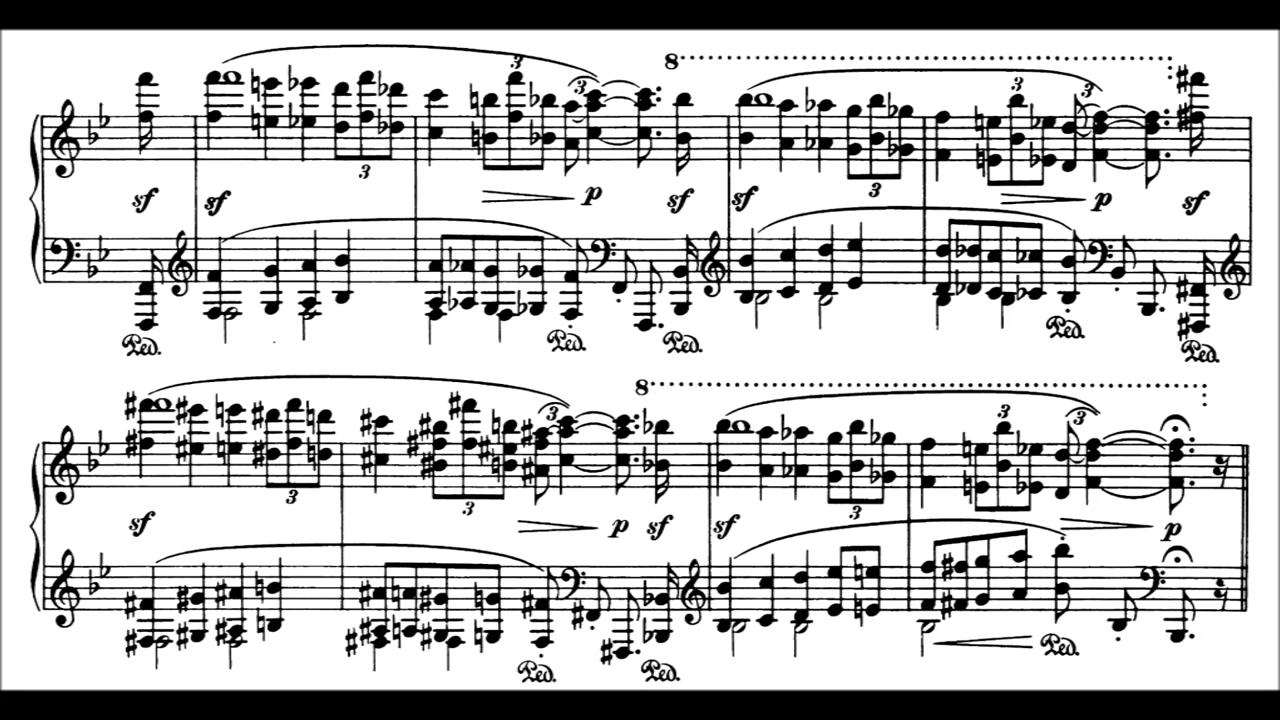 3 3 8
3 3 3 3
sf sf p sf sf p sf
Ped. Ped. Ped. Ped. Ped.
3 8 3 3
3 3 3
sf p sf sf p
Ped. Ped. Ped.